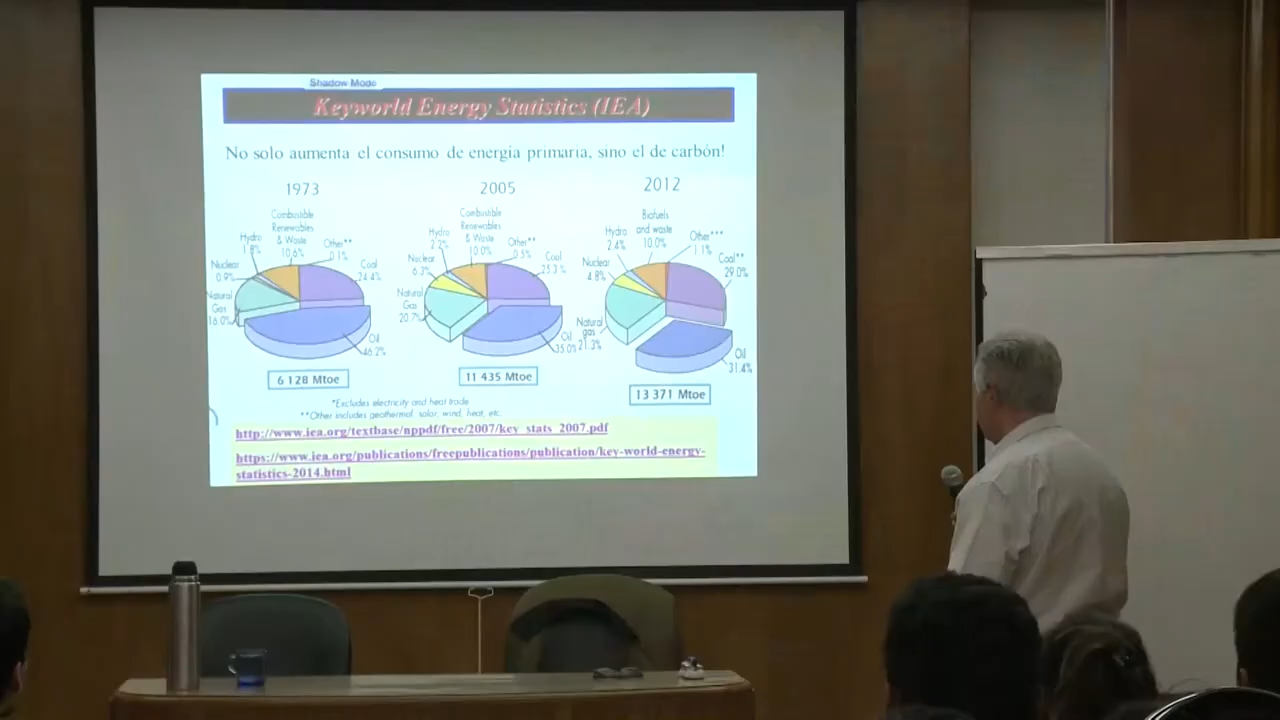 Shadow Mode
Keyworld Energy Statistics (IEA)
No solo aumenta el consumo de energía primaria, sino el de carbón!
1973
Combustible
Renewables
& Waste
10.6%
Hydro
1.8%
Other**
0.1%
Nuclear
0.9%
Coal
24.4%
Natural
Gas
16.0%
Oil
46.2%
6 128 Mtoe
2005
Combustible
Renewables
& Waste
10.0%
Hydro
2.2%
Other**
0.5%
Nuclear
6.3%
Coal
25.3%
Natural
Gas
20.7%
Oil
35.0%
11 435 Mtoe
2012
Biofuels
and waste
10.0%
Hydro
2.4%
Other***
1.1%
Nuclear
4.8%
Coal**
29.0%
Natural
gas
21.3%
Oil
31.4%
13 371 Mtoe
*Excludes electricity and heat trade
**Other includes geothermal, solar, wind, heat, etc.
http://www.iea.org/textbase/nppdf/free/2007/key_stats_2007.pdf
https://www.iea.org/publications/freepublications/publication/key-world-energy-
statistics-2014.html